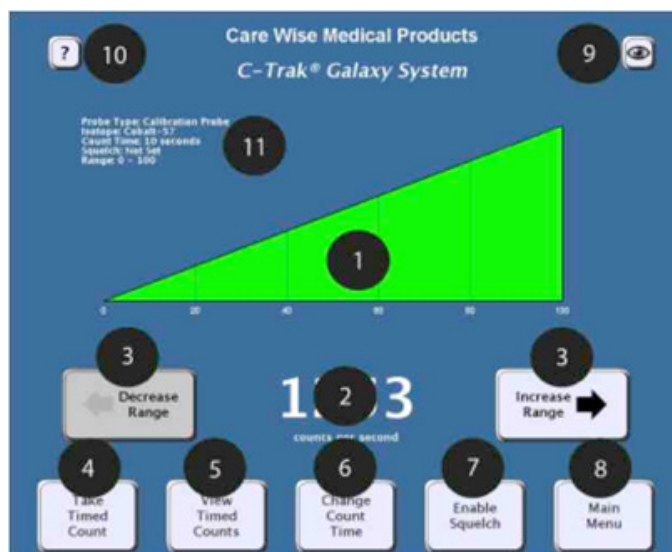 Care Wise Medical Products
? 10
9
C-Trak® Galaxy System
Probe Type: Calibration Probe
Isotope: Cobalt-57
Count Time: 10 seconds
Squelch: Not Set
Range: 0 - 100
11
1
0 20 40 60 80 100
3
Decrease
Range
2
3
Increase
Range
counts per second
4
Take
Timed
Count
5
View
Timed
Counts
6
Change
Count
Time
7
Enable
Squelch
8
Main
Menu